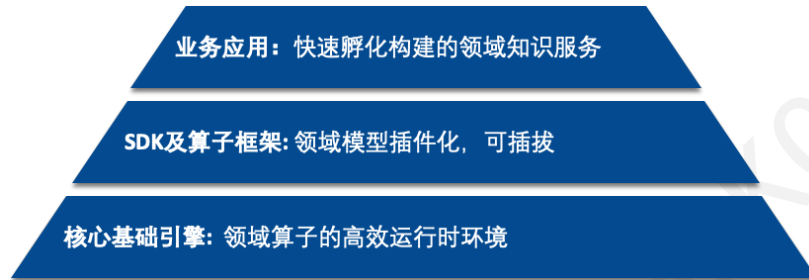 业务应用：快速孵化构建的领域知识服务
SDK及算子框架: 领域模型插件化，可插拔
核心基础引擎: 领域算子的高效运行时环境